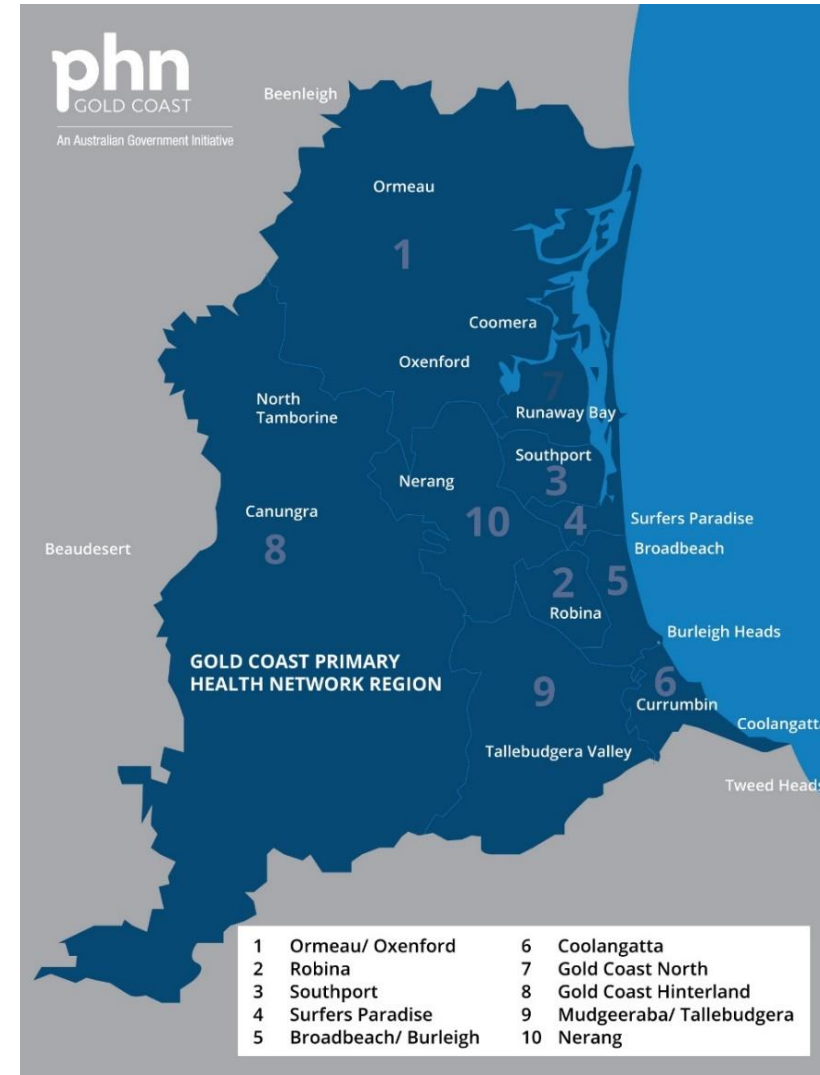 phn
GOLD COAST
An Australian Government Initiative
Beenleigh
Ormeau
1
Coomera
Oxenford
7
North
Tamborine
Runaway Bay
Southport
Nerang
3
Canungra
10
4
Surfers Paradise
Beaudesert
8
Broadbeach
2
5
Robina
Burleigh Heads
GOLD COAST PRIMARY
HEALTH NETWORK REGION
9
6
Currumbin
Coolangatta
Tallebudgera Valley
Tweed Heads
1 Ormeau/ Oxenford
2 Robina
3 Southport
4 Surfers Paradise
5 Broadbeach/ Burleigh
6 Coolangatta
7 Gold Coast North
8 Gold Coast Hinterland
9 Mudgeeraba/ Tallebudgera
10 Nerang